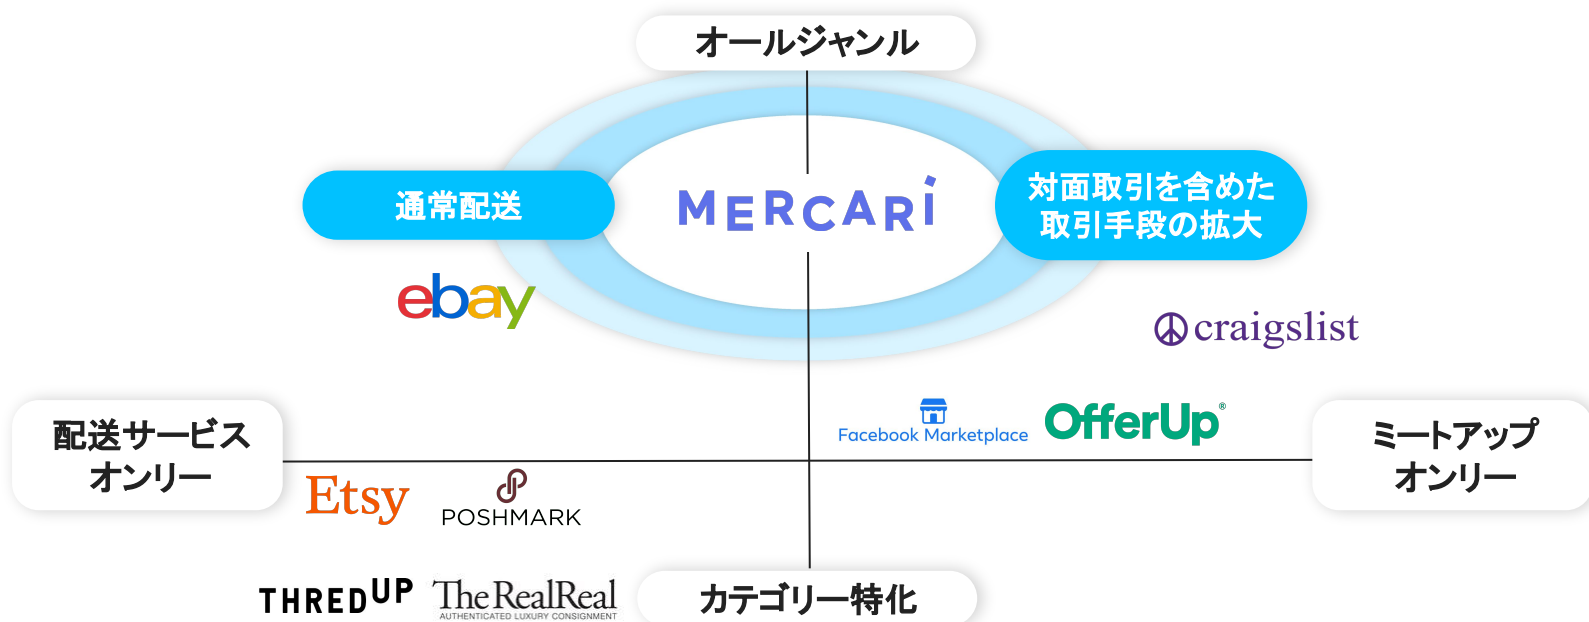 オールジャンル
通常配送
MERCARI
対面取引を含めた
取引手段の拡大
ebay
craigslist
配送サービス
オンリー
Facebook Marketplace
OfferUp®
ミートアップ
オンリー
Etsy
POSHMARK
THREDUP
The RealReal
AUTHENTICATED LUXURY CONSIGNMENT
カテゴリー特化